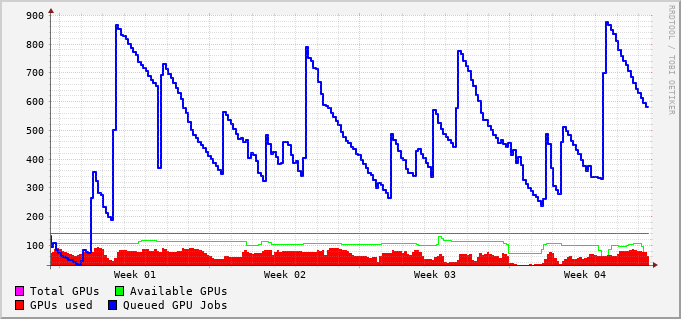 900
800
700
600
500
400
300
200
100
Week 01 Week 02 Week 03 Week 04
Total GPUs Available GPUs
GPUs used Queued GPU Jobs
RRDTOOL / TOBI OETIKER